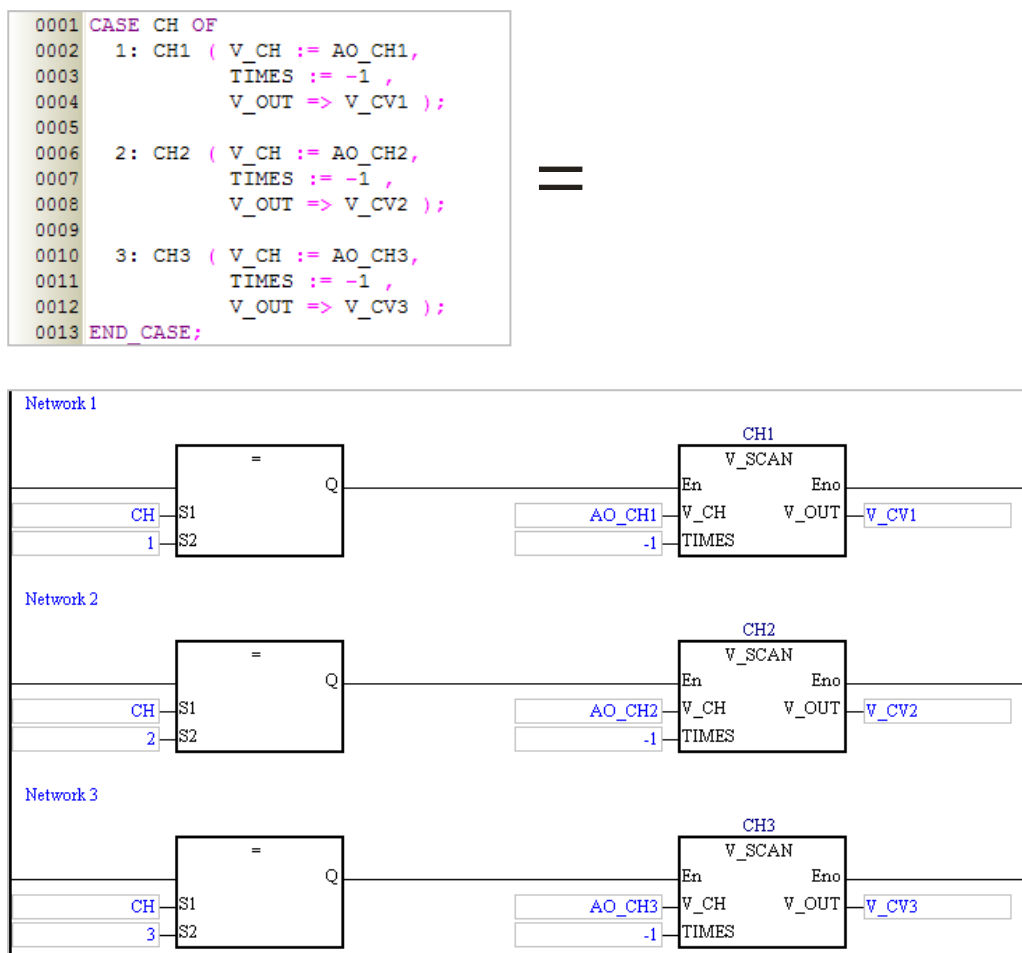 0001 CASE CH OF
0002 1: CH1 ( V_CH := AO_CH1,
0003 TIMES := -1 ,
0004 V_OUT => V_CV1 );
0005
0006 2: CH2 ( V_CH := AO_CH2,
0007 TIMES := -1 ,
0008 V_OUT => V_CV2 );
0009
0010 3: CH3 ( V_CH := AO_CH3,
0011 TIMES := -1 ,
0012 V_OUT => V_CV3 );
0013 END_CASE;
=
Network 1
CH1
= V_SCAN
Q En Eno
CH S1 AO_CH1 V_CH V_OUT V_CV1
1 S2 -1 TIMES
Network 2
CH2
= V_SCAN
Q En Eno
CH S1 AO_CH2 V_CH V_OUT V_CV2
2 S2 -1 TIMES
Network 3
CH3
= V_SCAN
Q En Eno
CH S1 AO_CH3 V_CH V_OUT V_CV3
3 S2 -1 TIMES